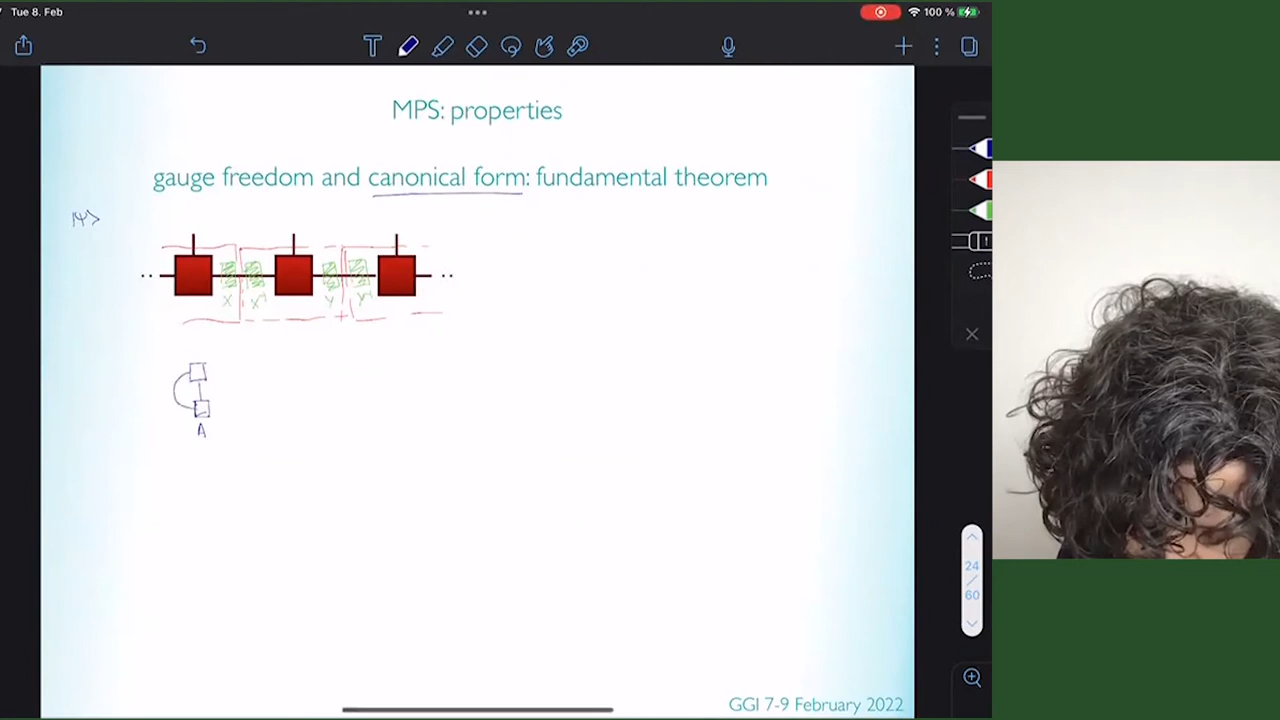 Tue 8. Feb
100 %
MPS: properties
gauge freedom and canonical form: fundamental theorem
|ψ>
X X⁻¹ Y Y⁻¹
A
24
/
60
GGI 7-9 February 2022